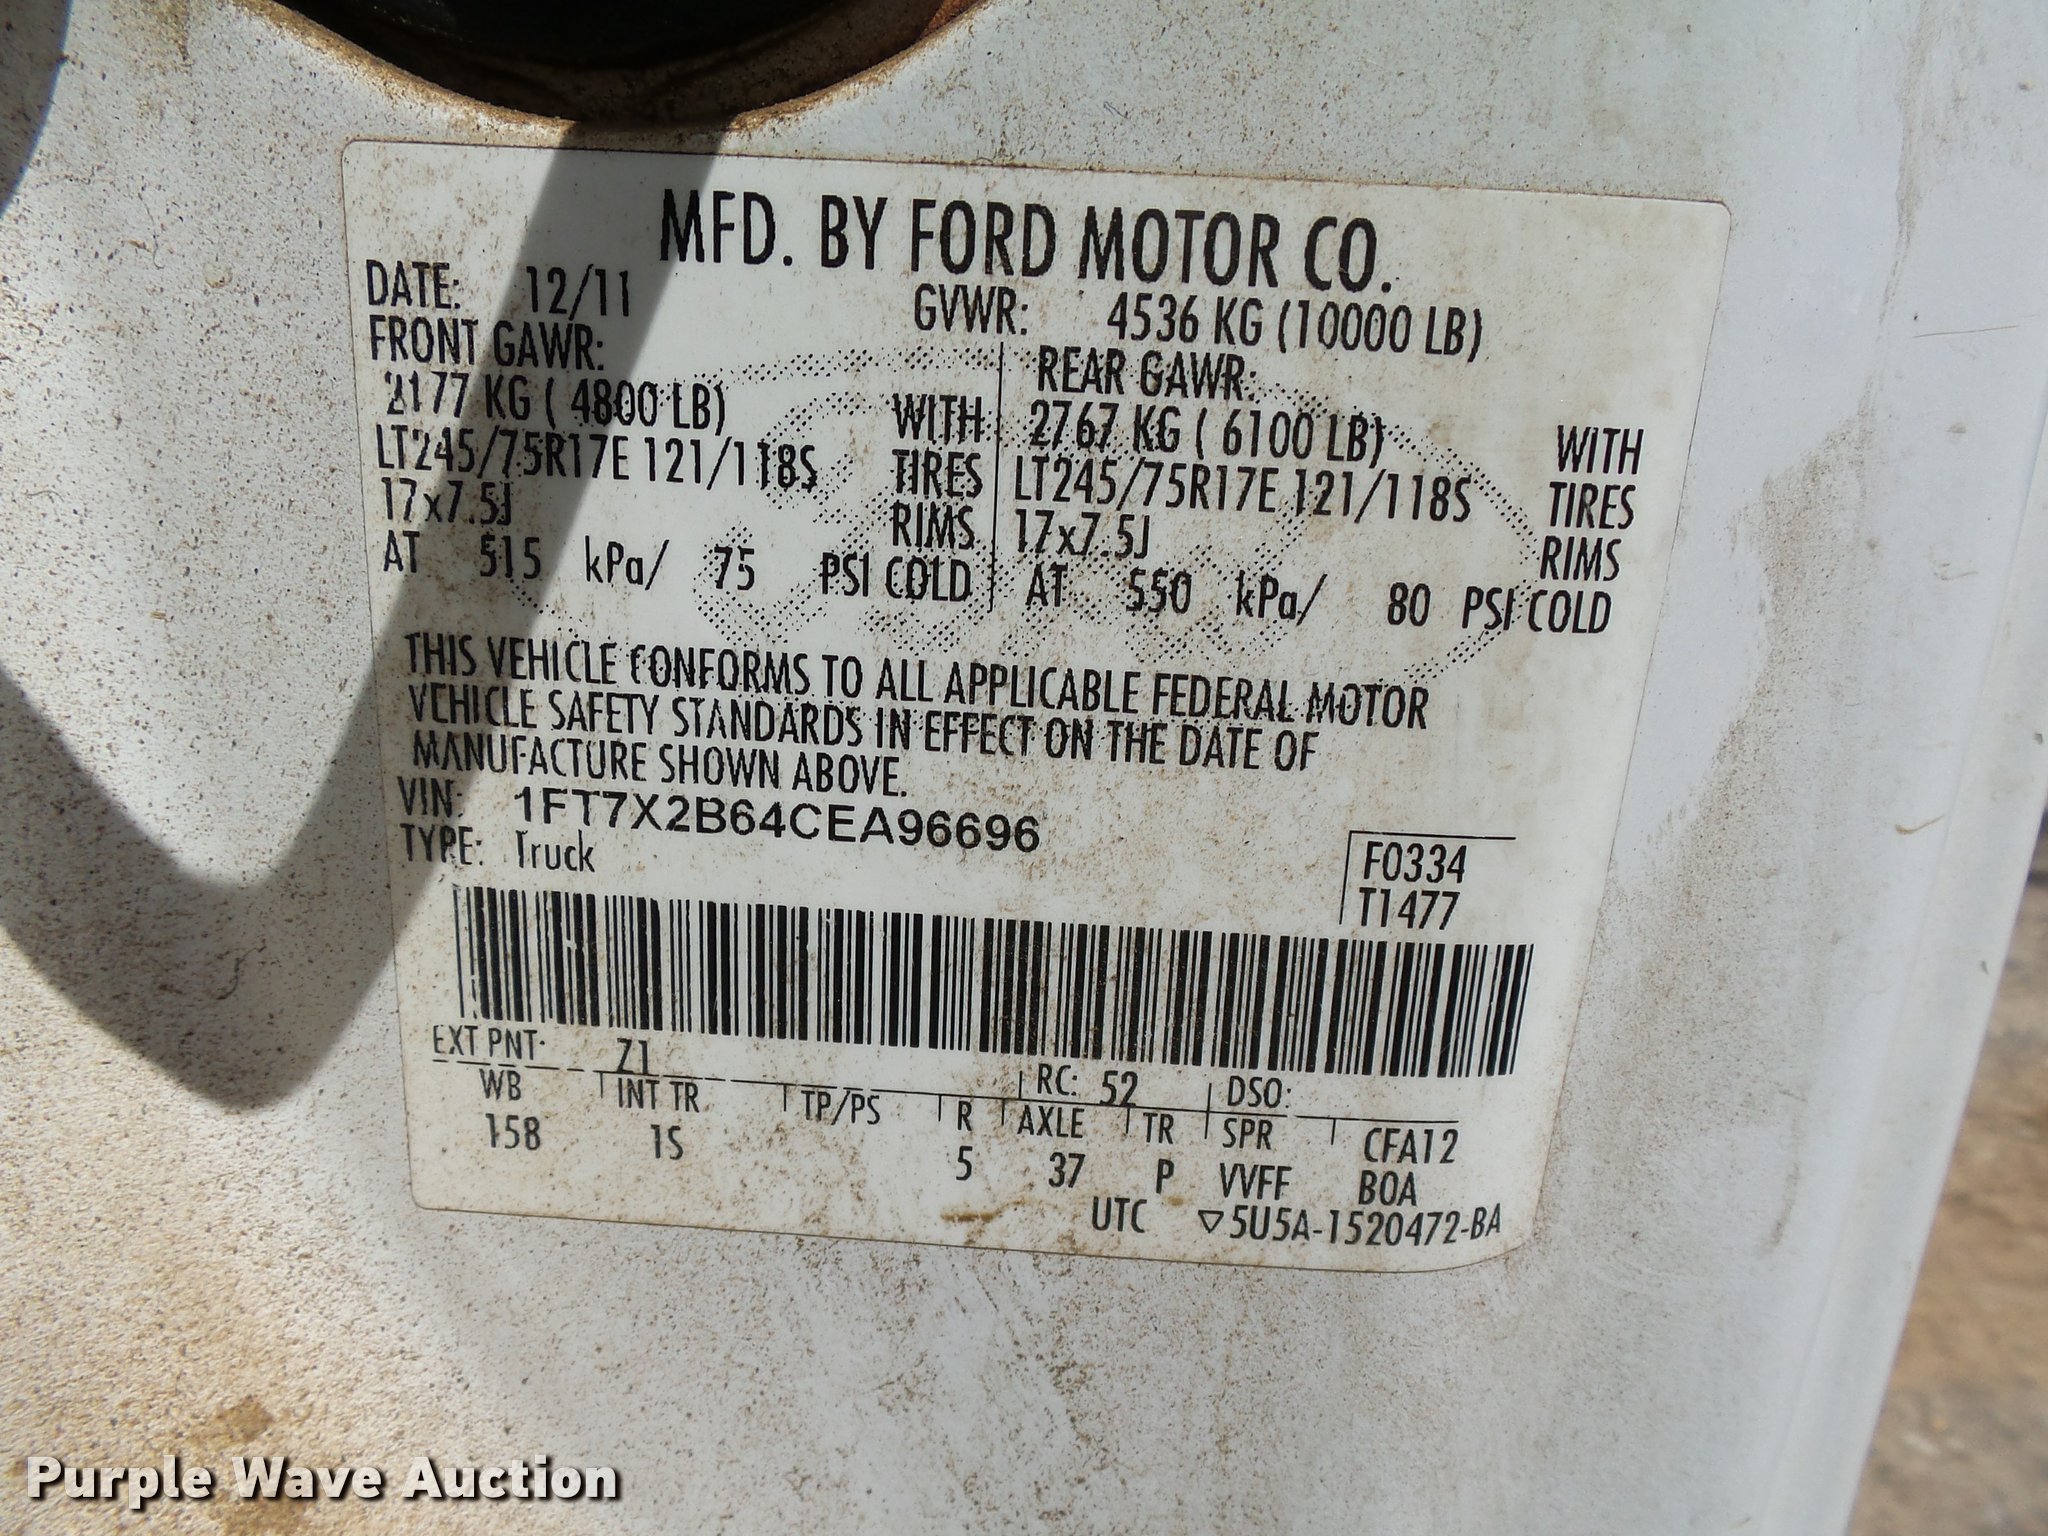 MFD. BY FORD MOTOR CO.
DATE: 12/11 GVWR: 4536 KG (10000 LB)
FRONT GAWR: REAR GAWR:
2177 KG ( 4800 LB) WITH 2767 KG ( 6100 LB) WITH
LT245/75R17E 121/118S TIRES LT245/75R17E 121/118S TIRES
17x7.5J RIMS 17x7.5J RIMS
AT 515 kPa/ 75 PSI COLD AT 550 kPa/ 80 PSI COLD
THIS VEHICLE CONFORMS TO ALL APPLICABLE FEDERAL MOTOR
VEHICLE SAFETY STANDARDS IN EFFECT ON THE DATE OF
MANUFACTURE SHOWN ABOVE.
VIN: 1FT7X2B64CEA96696
TYPE: Truck
F0334
T1477
EXT PNT: Z1 RC: 52 DSO:
WB INT TR TP/PS R AXLE TR SPR CFA12
158 1S 5 37 P VVFF BOA
UTC ▽5U5A-1520472-BA
Purple Wave Auction